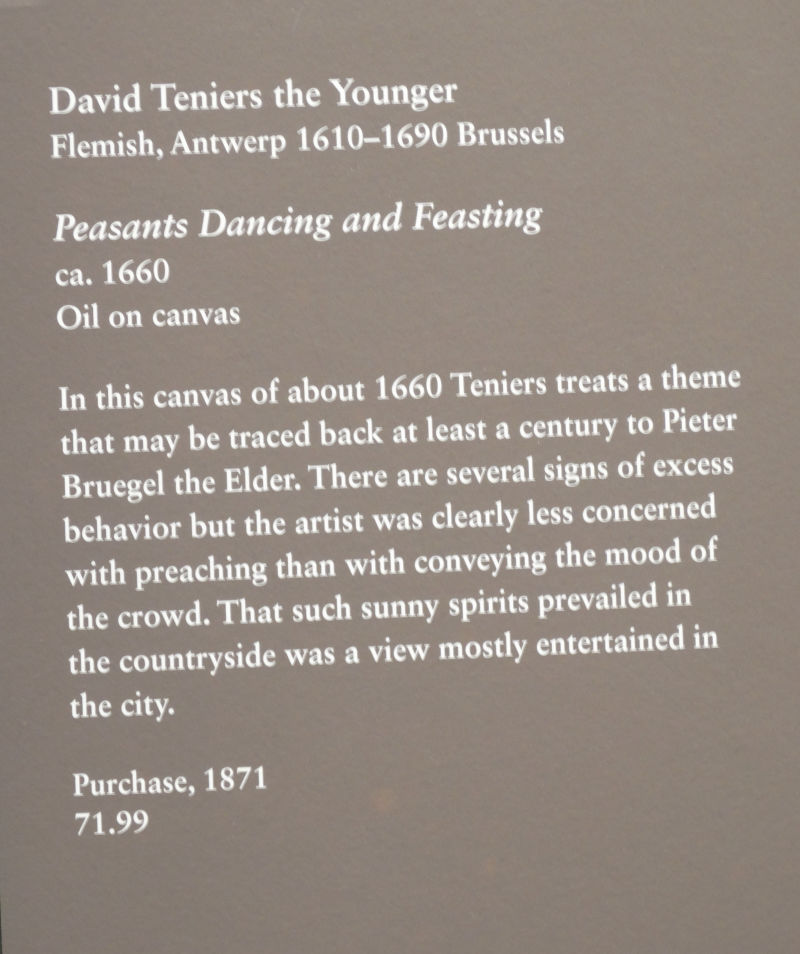 David Teniers the Younger
Flemish, Antwerp 1610–1690 Brussels
Peasants Dancing and Feasting
ca. 1660
Oil on canvas
In this canvas of about 1660 Teniers treats a theme
that may be traced back at least a century to Pieter
Bruegel the Elder. There are several signs of excess
behavior but the artist was clearly less concerned
with preaching than with conveying the mood of
the crowd. That such sunny spirits prevailed in
the countryside was a view mostly entertained in
the city.
Purchase, 1871
71.99